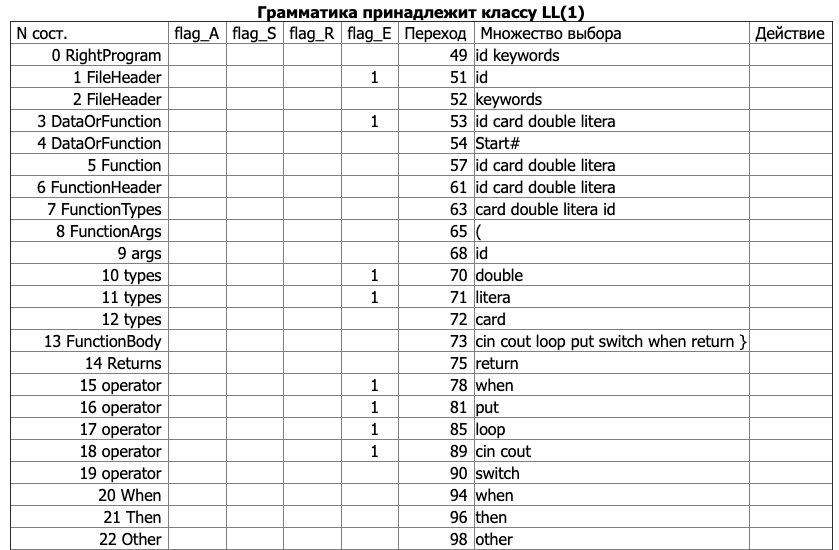 Грамматика принадлежит классу LL(1)
N сост. flag_A flag_S flag_R flag_E Переход Множество выбора Действие
0 RightProgram 49 id keywords
1 FileHeader 1 51 id
2 FileHeader 52 keywords
3 DataOrFunction 1 53 id card double litera
4 DataOrFunction 54 Start#
5 Function 57 id card double litera
6 FunctionHeader 61 id card double litera
7 FunctionTypes 63 card double litera id
8 FunctionArgs 65 (
9 args 68 id
10 types 1 70 double
11 types 1 71 litera
12 types 72 card
13 FunctionBody 73 cin cout loop put switch when return }
14 Returns 75 return
15 operator 1 78 when
16 operator 1 81 put
17 operator 1 85 loop
18 operator 1 89 cin cout
19 operator 90 switch
20 When 94 when
21 Then 96 then
22 Other 98 other